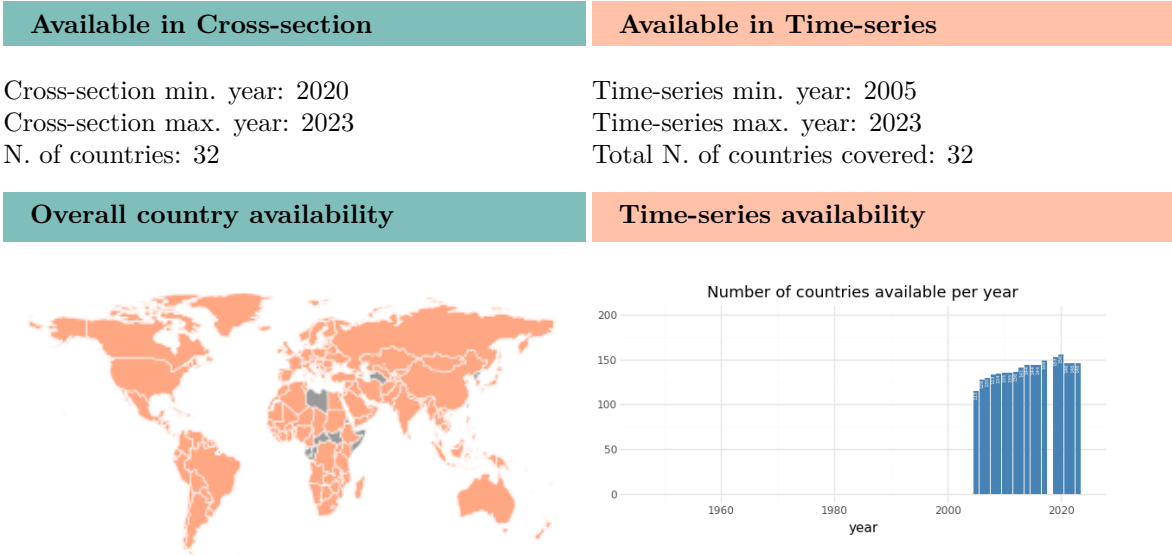 Available in Cross-section
Available in Time-series
Cross-section min. year: 2020
Cross-section max. year: 2023
N. of countries: 32
Time-series min. year: 2005
Time-series max. year: 2023
Total N. of countries covered: 32
Overall country availability
Time-series availability
Number of countries available per year
200
150
100
50
0
1960
1980
2000
2020
year